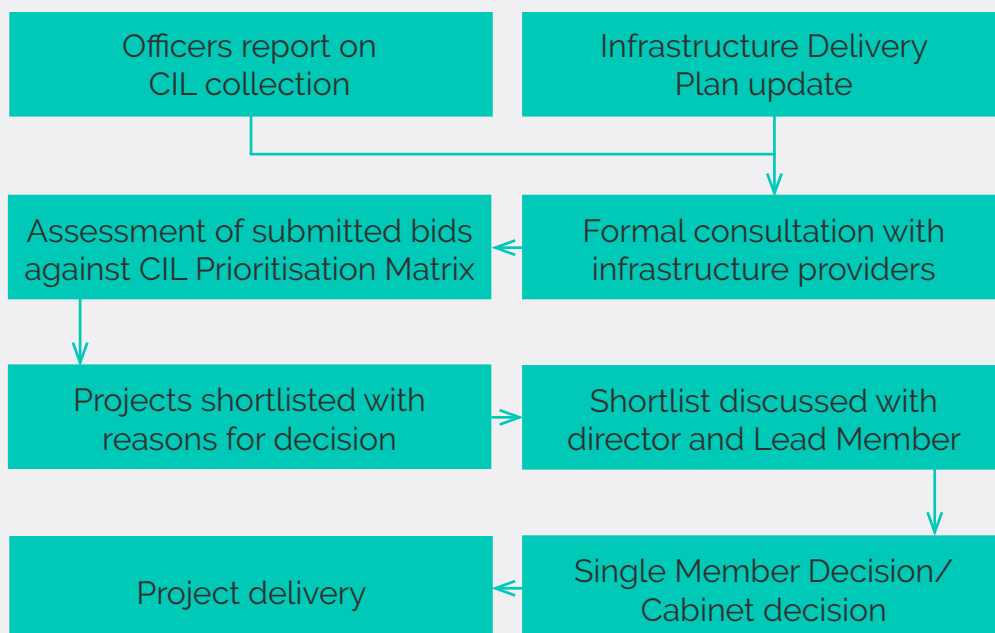 Officers report on
CIL collection
Infrastructure Delivery
Plan update
Assessment of submitted bids
against CIL Prioritisation Matrix
Formal consultation with
infrastructure providers
Projects shortlisted with
reasons for decision
Shortlist discussed with
director and Lead Member
Project delivery
Single Member Decision/
Cabinet decision